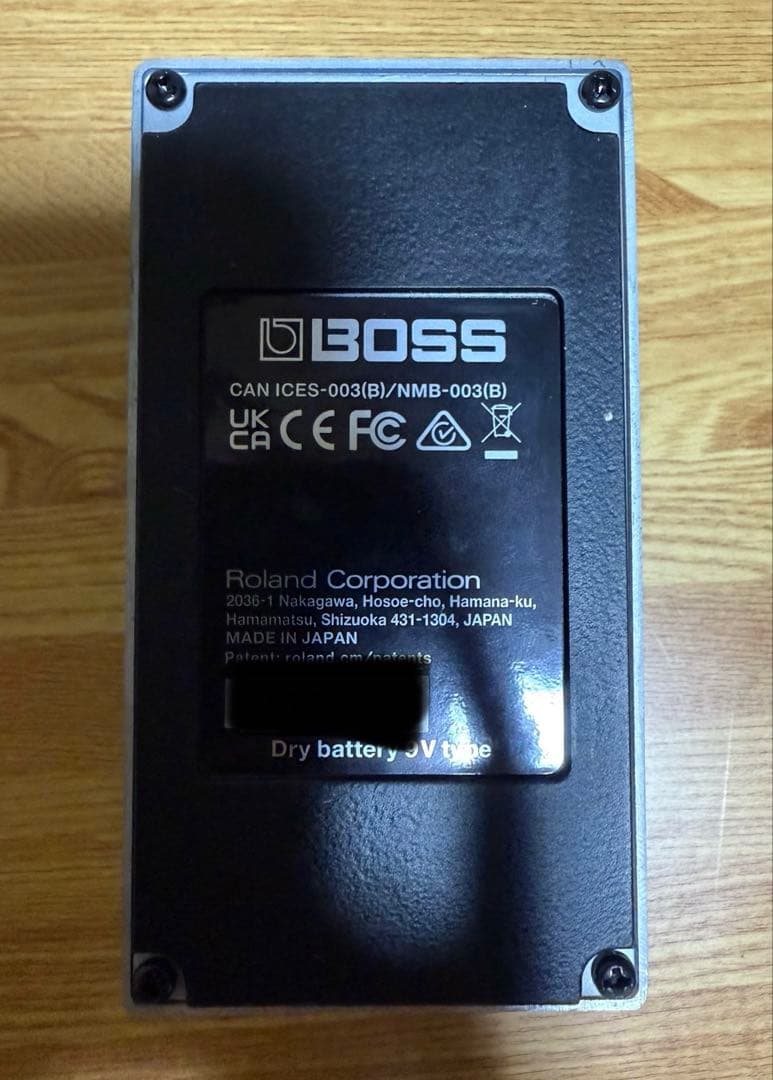 BOSS
CAN ICES-003(B)/NMB-003(B)
UK
CA CE FC
Roland Corporation
2036-1 Nakagawa, Hosoe-cho, Hamana-ku,
Hamamatsu, Shizuoka 431-1304, JAPAN
MADE IN JAPAN
Patent: roland.cm/patents
Dry battery 9V type